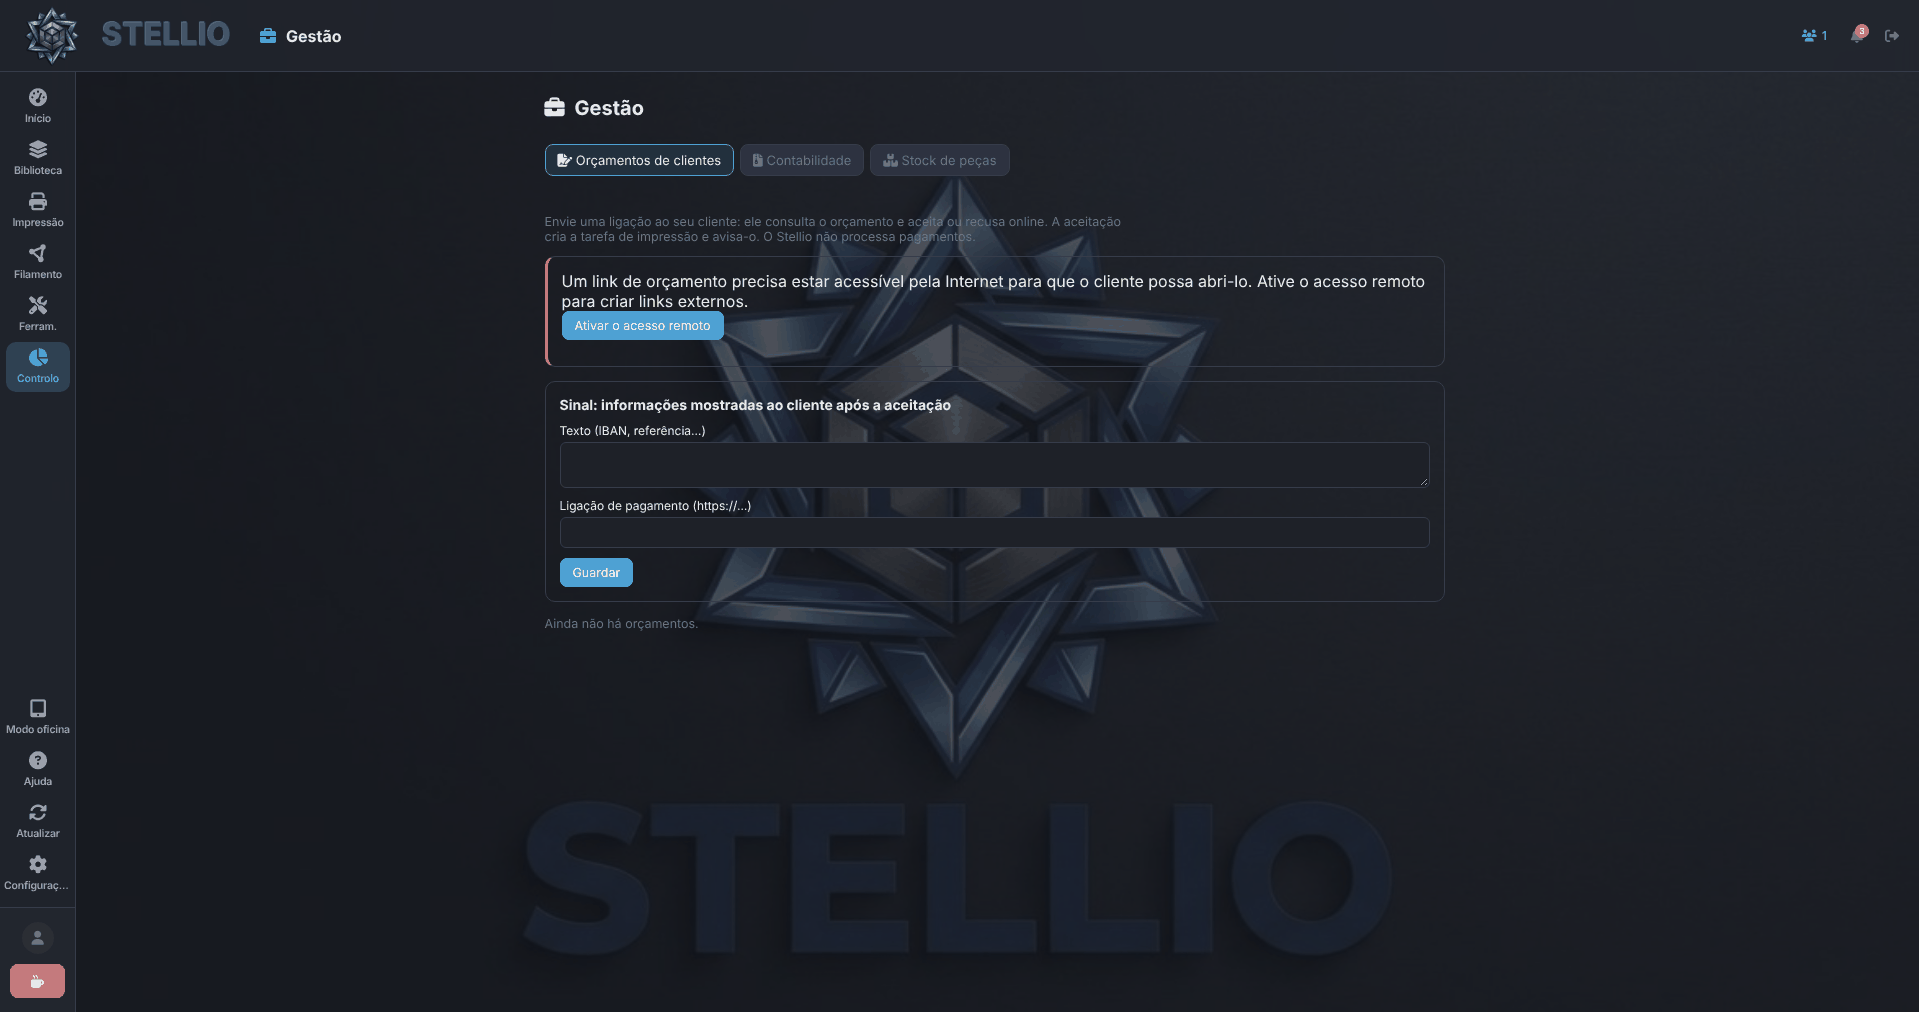 STELLIO
Gestão
1
3
Início
Biblioteca
Impressão
Filamento
Ferram.
Controlo
Modo oficina
Ajuda
Atualizar
Configuraç...
Gestão
Orçamentos de clientes
Contabilidade
Stock de peças
Envie uma ligação ao seu cliente: ele consulta o orçamento e aceita ou recusa online. A aceitação
cria a tarefa de impressão e avisa-o. O Stellio não processa pagamentos.
Um link de orçamento precisa estar acessível pela Internet para que o cliente possa abri-lo. Ative o acesso remoto
para criar links externos.
Ativar o acesso remoto
Sinal: informações mostradas ao cliente após a aceitação
Texto (IBAN, referência...)
Ligação de pagamento (https://...)
Guardar
Ainda não há orçamentos.
STELLIO